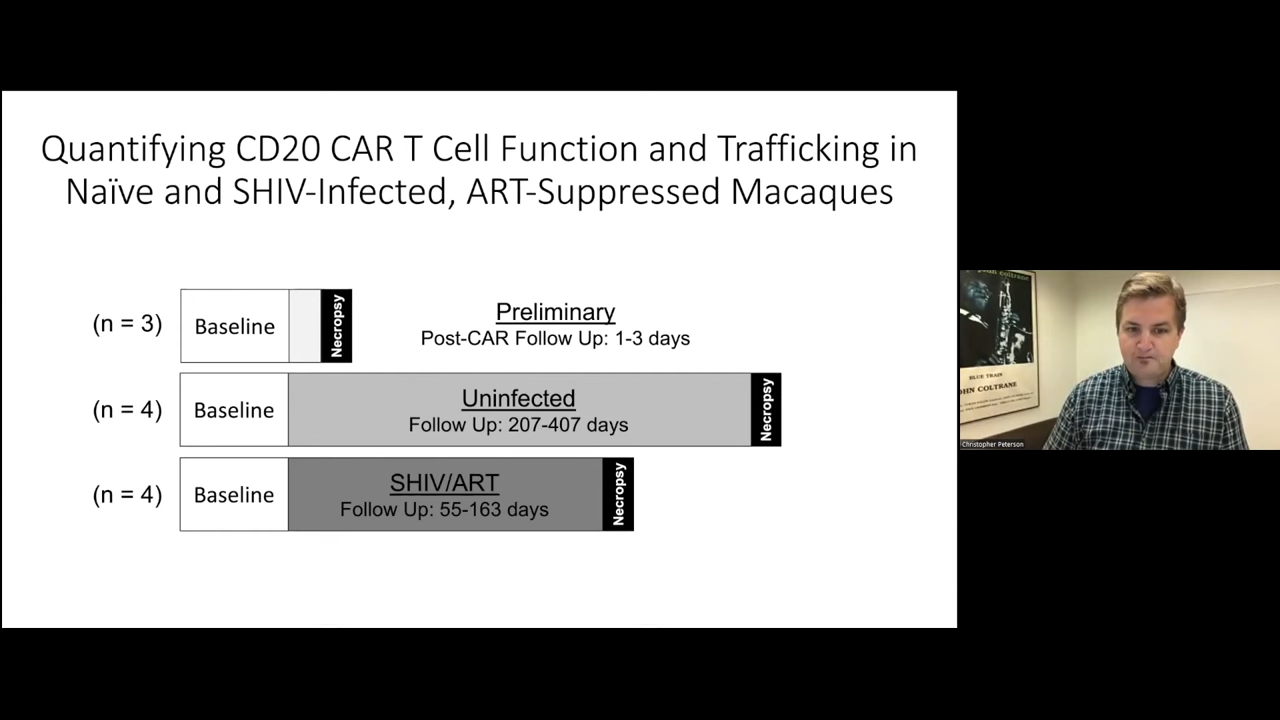 Quantifying CD20 CAR T Cell Function and Trafficking in
Naïve and SHIV-Infected, ART-Suppressed Macaques
(n = 3)
Baseline
Necropsy
Preliminary
Post-CAR Follow Up: 1-3 days
(n = 4)
Baseline
Uninfected
Follow Up: 207-407 days
Necropsy
(n = 4)
Baseline
SHIV/ART
Follow Up: 55-163 days
Necropsy
john coltrane
BLUE TRAIN
OHN COLTRANE
Christopher Peterson